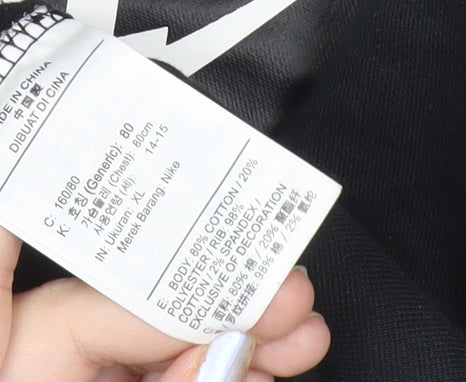 MADE IN CHINA
中国製
DIBUAT DI CINA
C: 160/80
K: 호칭 (Generic): 80
가슴둘레 (Chest): 80cm
사용연령(세): 14-15
IN: Ukuran: XL
Merek Barang: Nike
E: BODY: 80% COTTON / 20%
POLYESTER / RIB: 98%
COTTON / 2% SPANDEX /
EXCLUSIVE OF DECORATION
C: 面料: 80% 棉 / 20% 聚酯纤
罗纹拼接: 98% 棉 / 2% 氨纶